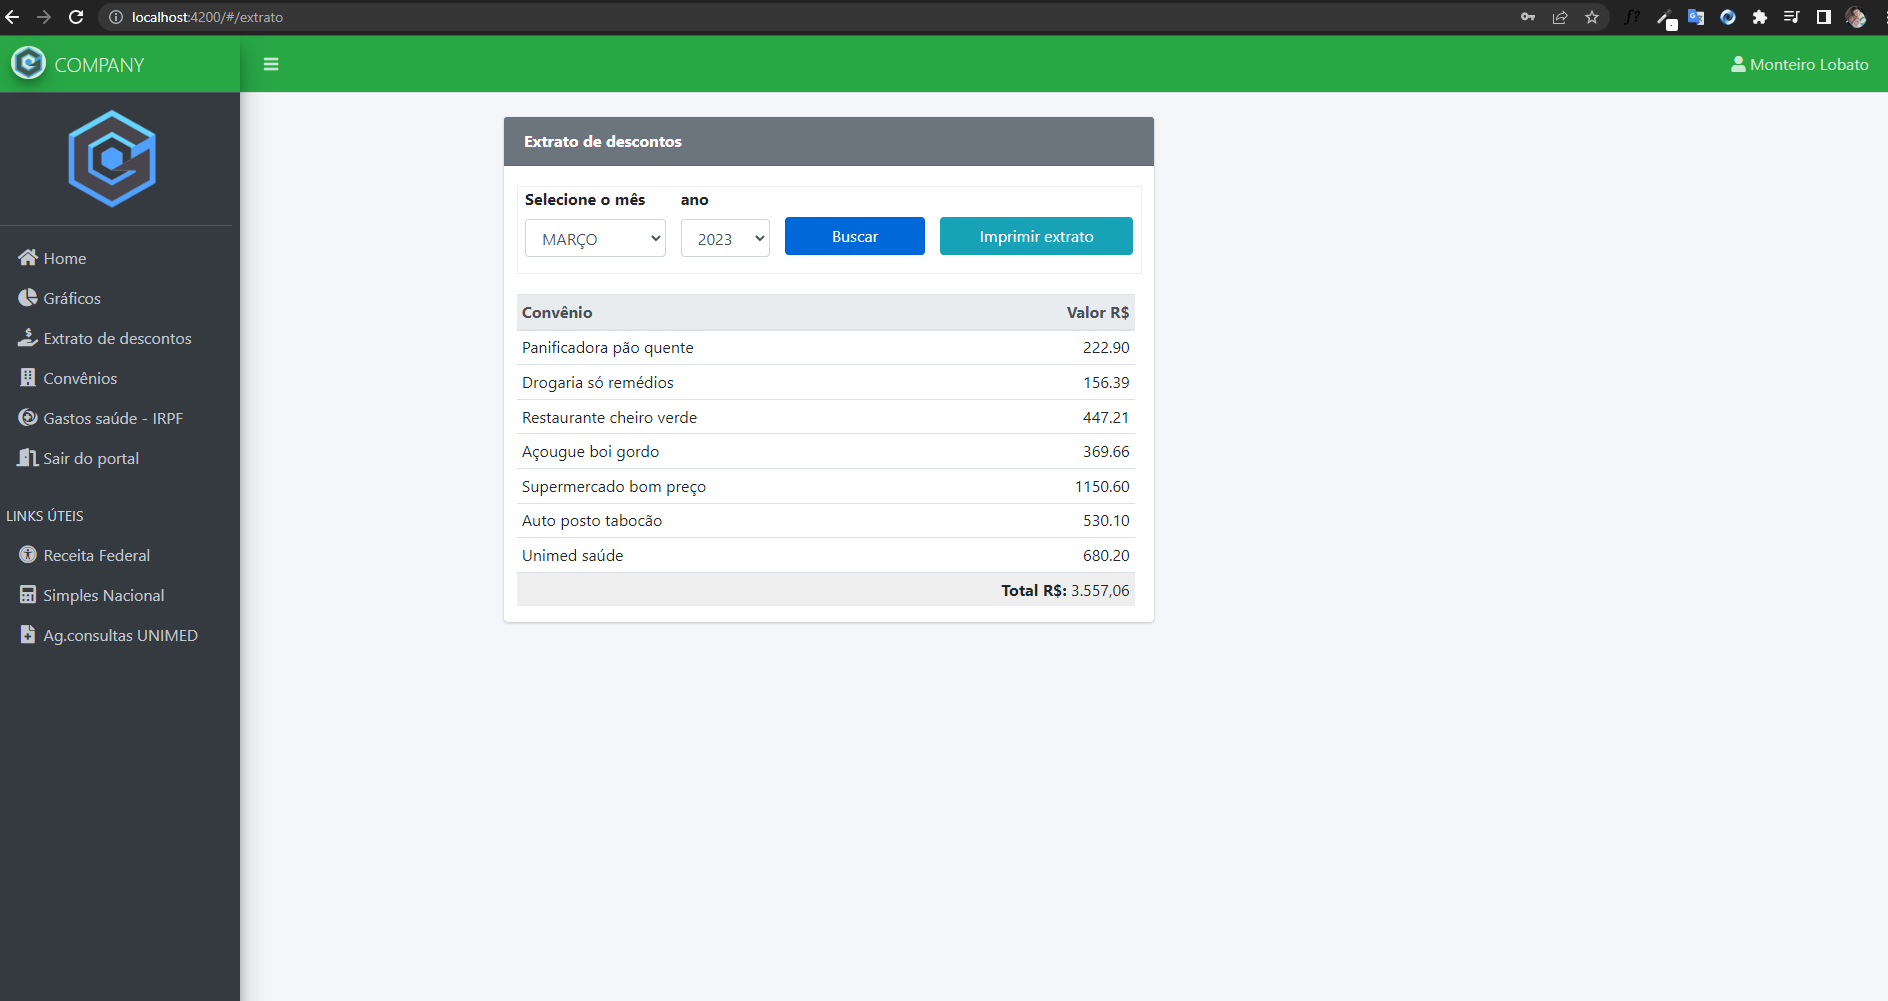 localhost:4200/#/extrato
COMPANY
Monteiro Lobato
Home
Gráficos
Extrato de descontos
Convênios
Gastos saúde - IRPF
Sair do portal
LINKS ÚTEIS
Receita Federal
Simples Nacional
Ag.consultas UNIMED
Extrato de descontos
Selecione o mês ano
MARÇO 2023 Buscar Imprimir extrato
Convênio Valor R$
Panificadora pão quente 222.90
Drogaria só remédios 156.39
Restaurante cheiro verde 447.21
Açougue boi gordo 369.66
Supermercado bom preço 1150.60
Auto posto tabocão 530.10
Unimed saúde 680.20
Total R$: 3.557,06